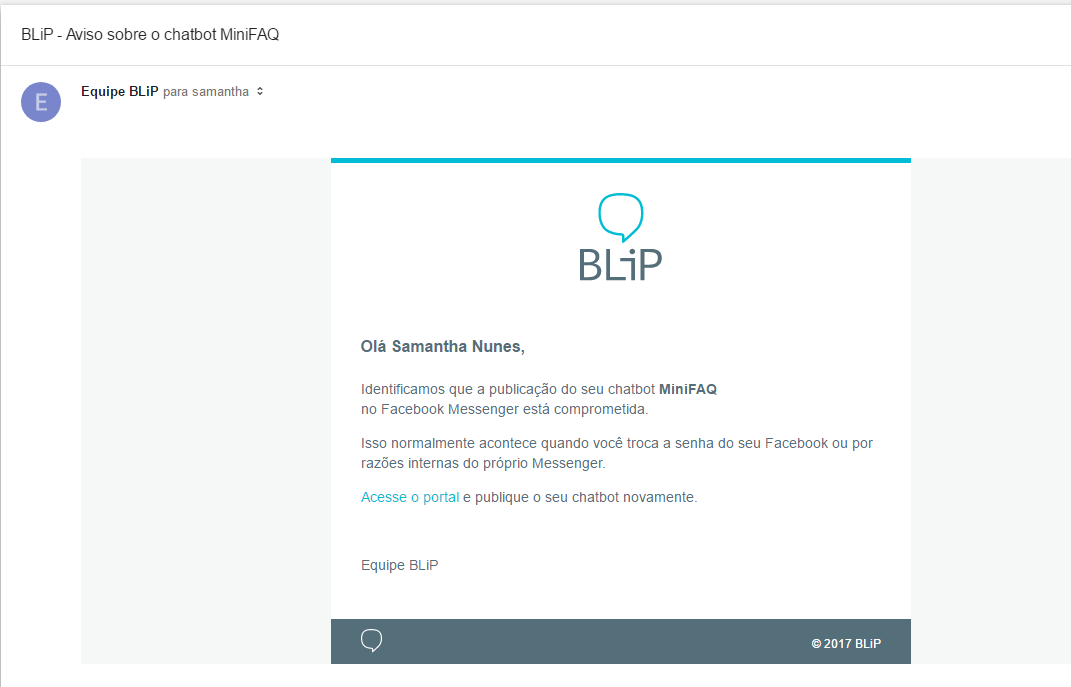 BLiP - Aviso sobre o chatbot MiniFAQ
E
Equipe BLiP para samantha
BLiP
Olá Samantha Nunes,
Identificamos que a publicação do seu chatbot MiniFAQ
no Facebook Messenger está comprometida.
Isso normalmente acontece quando você troca a senha do seu Facebook ou por
razões internas do próprio Messenger.
Acesse o portal e publique o seu chatbot novamente.
Equipe BLiP
© 2017 BLiP